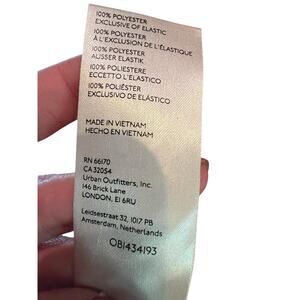 100% POLYESTER
EXCLUSIVE OF ELASTIC
100% POLYESTER
À L'EXCLUSION DE L'ÉLASTIQUE
100% POLYESTER
AUSSER ELASTIK
100% POLIESTERE
ECCETTO L'ELASTICO
100% POLIÉSTER
EXCLUSIVO DE ELÁSTICO
MADE IN VIETNAM
HECHO EN VIETNAM
RN 66170
CA 32054
Urban Outfitters, Inc.
146 Brick Lane
LONDON, E1 6RU
Leidsestraat 32, 1017 PB
Amsterdam, Netherlands
OB1434193